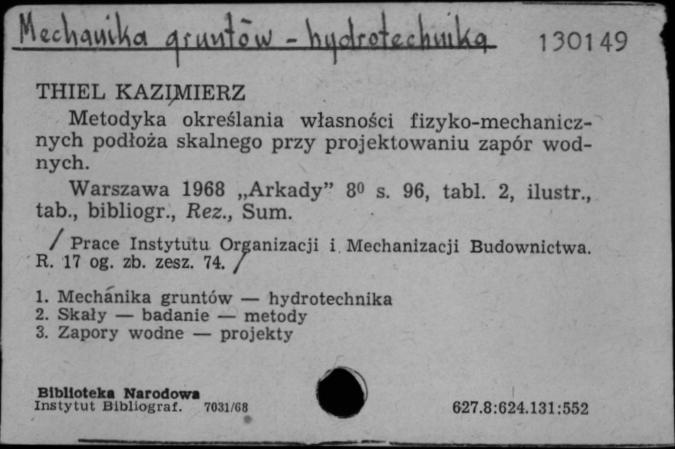 Mechanika gruntów - hydrotechnika 130149
THIEL KAZIMIERZ
Metodyka określania własności fizyko-mechanicz-
nych podłoża skalnego przy projektowaniu zapór wod-
nych.
Warszawa 1968 „Arkady” 8⁰ s. 96, tabl. 2, ilustr.,
tab., bibliogr., Rez., Sum.
/ Prace Instytutu Organizacji i Mechanizacji Budownictwa.
R. 17 og. zb. zesz. 74. /
1. Mechanika gruntów — hydrotechnika
2. Skały — badanie — metody
3. Zapory wodne — projekty
Biblioteka Narodowa
Instytut Bibliograf. 7031/68 627.8:624.131:552